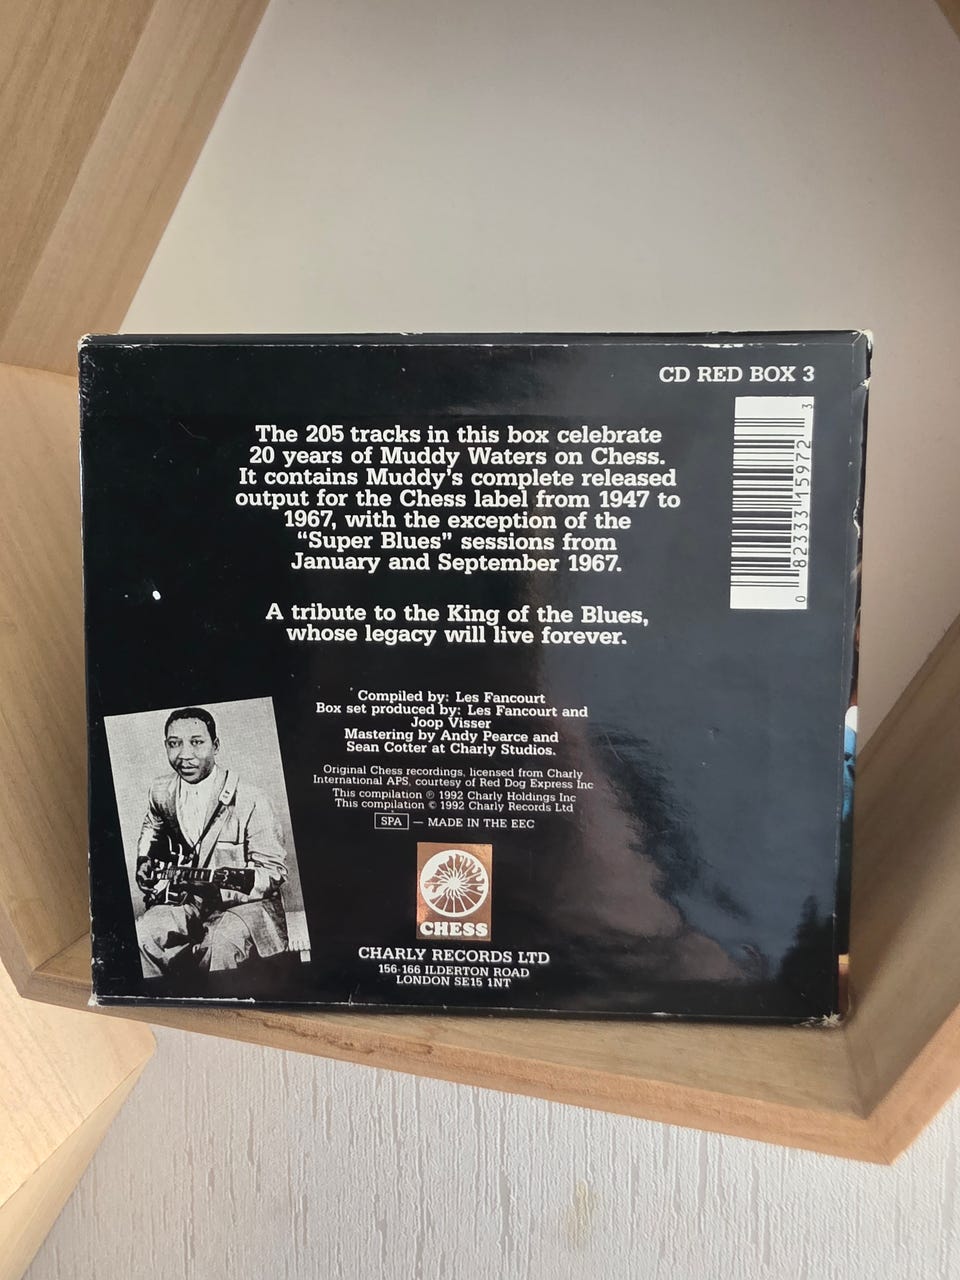 CD RED BOX 3
The 205 tracks in this box celebrate
20 years of Muddy Waters on Chess.
It contains Muddy's complete released
output for the Chess label from 1947 to
1967, with the exception of the
“Super Blues” sessions from
January and September 1967.
0 82333 15972 3
A tribute to the King of the Blues,
whose legacy will live forever.
Compiled by: Les Fancourt
Box set produced by: Les Fancourt and
Joop Visser
Mastering by Andy Pearce and
Sean Cotter at Charly Studios.
Original Chess recordings, licensed from Charly
International APS, courtesy of Red Dog Express Inc
This compilation ℗ 1992 Charly Holdings Inc
This compilation © 1992 Charly Records Ltd
SPA — MADE IN THE EEC
CHESS
CHARLY RECORDS LTD
156-166 ILDERTON ROAD
LONDON SE15 1NT